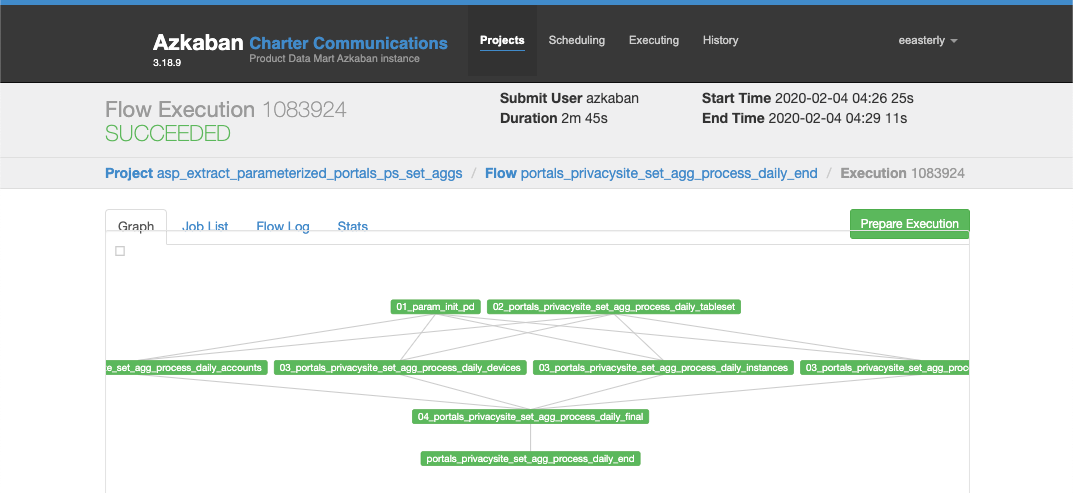 Azkaban Charter Communications
Product Data Mart Azkaban instance
3.18.9
Projects Scheduling Executing History
eeasterly
Flow Execution 1083924
SUCCEEDED
Submit User azkaban
Duration 2m 45s
Start Time 2020-02-04 04:26 25s
End Time 2020-02-04 04:29 11s
Project asp_extract_parameterized_portals_ps_set_aggs / Flow portals_privacysite_set_agg_process_daily_end / Execution 1083924
Graph Job List Flow Log Stats
Prepare Execution
01_param_init_pd 02_portals_privacysite_set_agg_process_daily_tableset
e_set_agg_process_daily_accounts 03_portals_privacysite_set_agg_process_daily_devices 03_portals_privacysite_set_agg_process_daily_instances 03_portals_privacysite_set_agg_proc
04_portals_privacysite_set_agg_process_daily_final
portals_privacysite_set_agg_process_daily_end